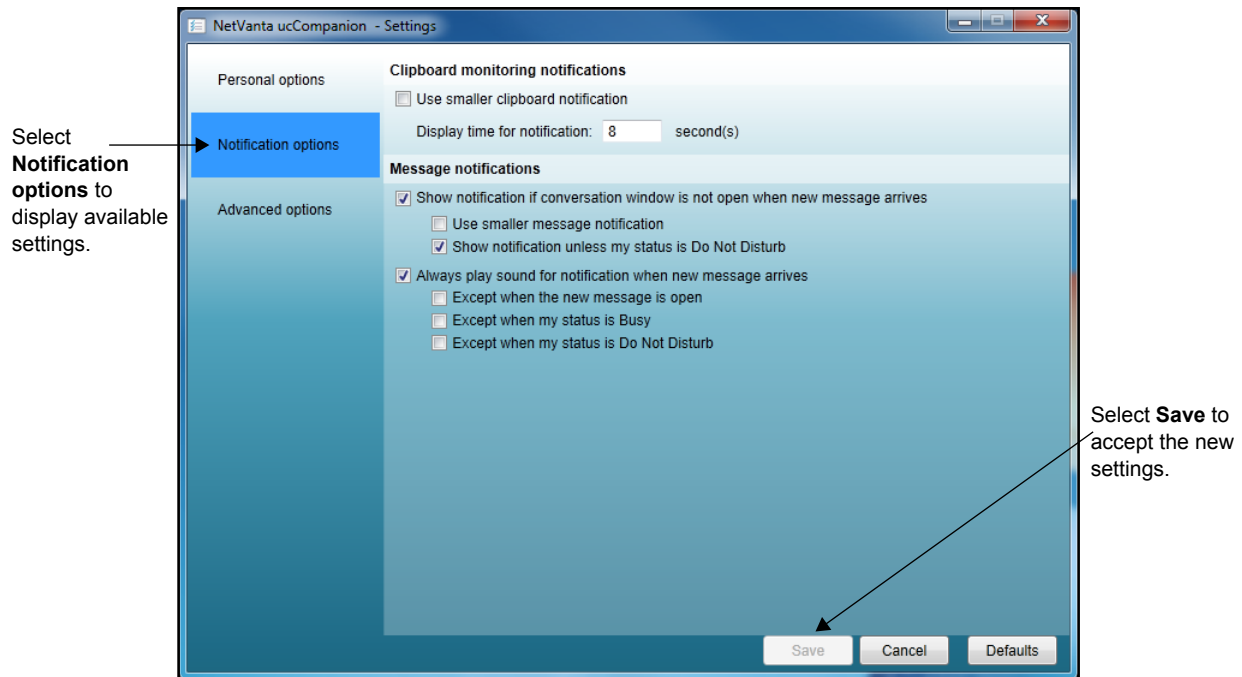 NetVanta ucCompanion - Settings
Personal options
Notification options
Advanced options
Clipboard monitoring notifications
Use smaller clipboard notification
Display time for notification: 8 second(s)
Message notifications
Show notification if conversation window is not open when new message arrives
Use smaller message notification
Show notification unless my status is Do Not Disturb
Always play sound for notification when new message arrives
Except when the new message is open
Except when my status is Busy
Except when my status is Do Not Disturb
Save
Cancel
Defaults
Select
Notification
options to
display available
settings.
Select Save to
accept the new
settings.